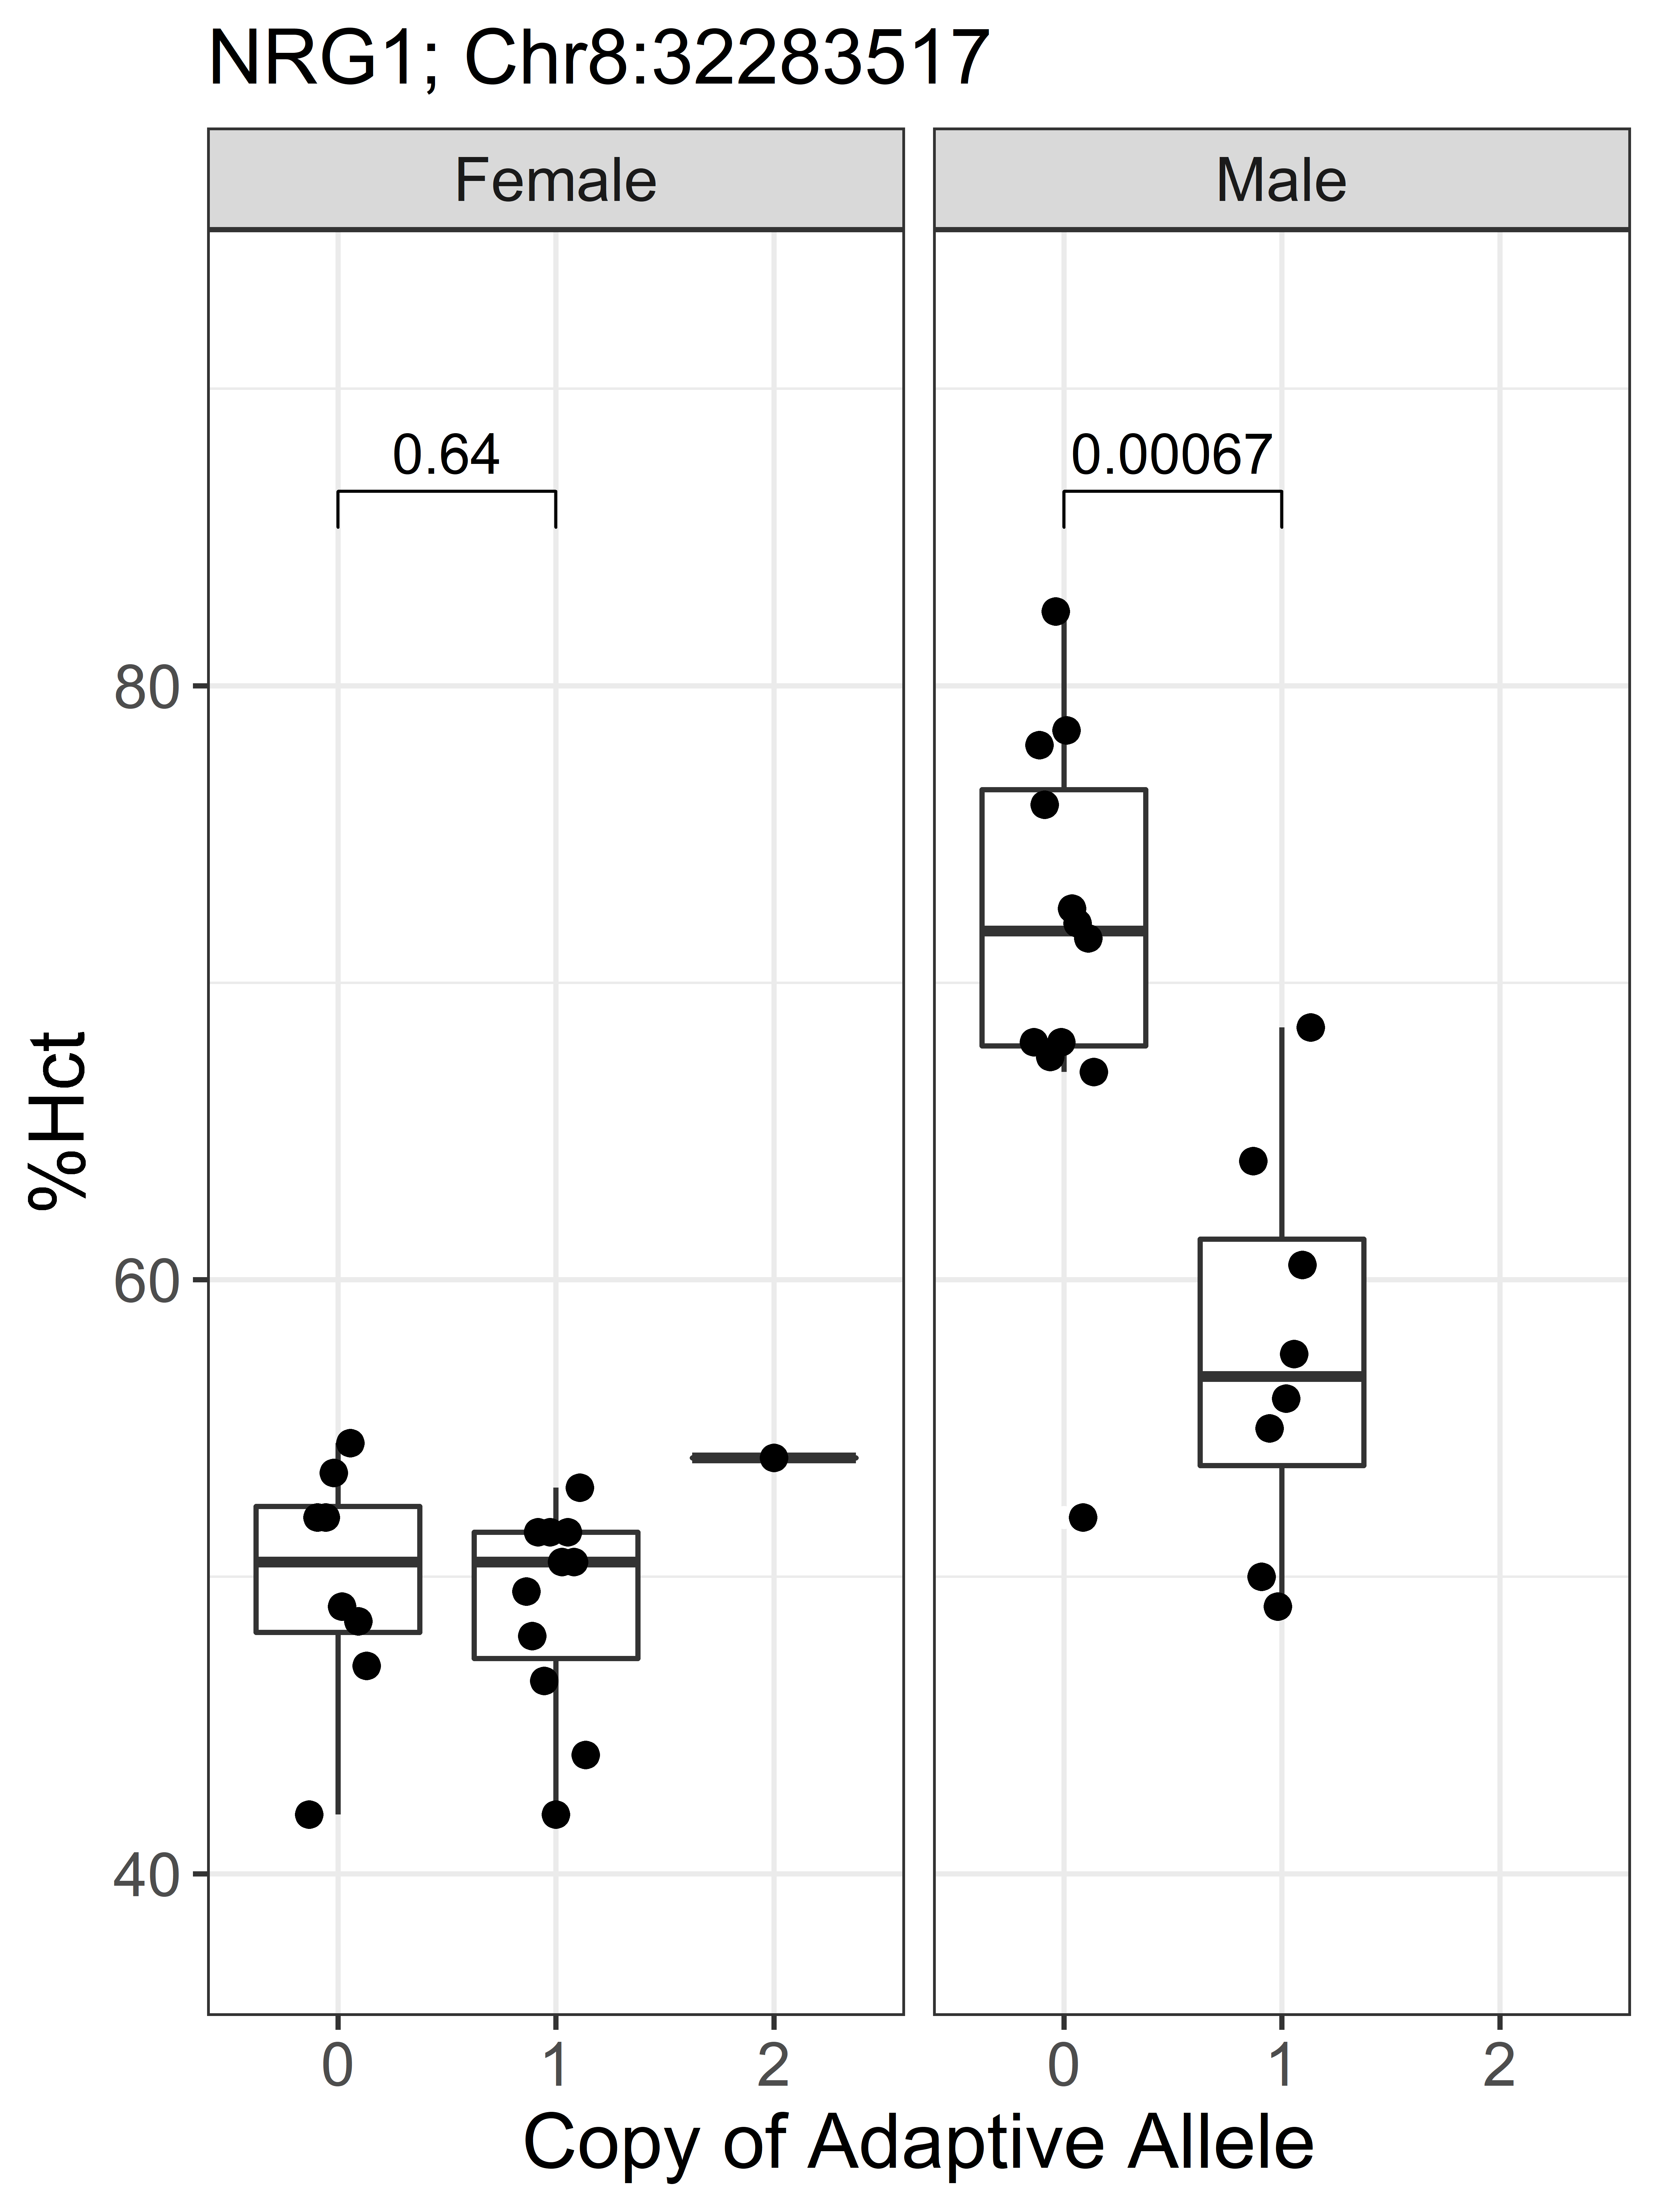 NRG1; Chr8:32283517
Female Male
0.64 0.00067
80
60
40
%Hct
0 1 2 0 1 2
Copy of Adaptive Allele